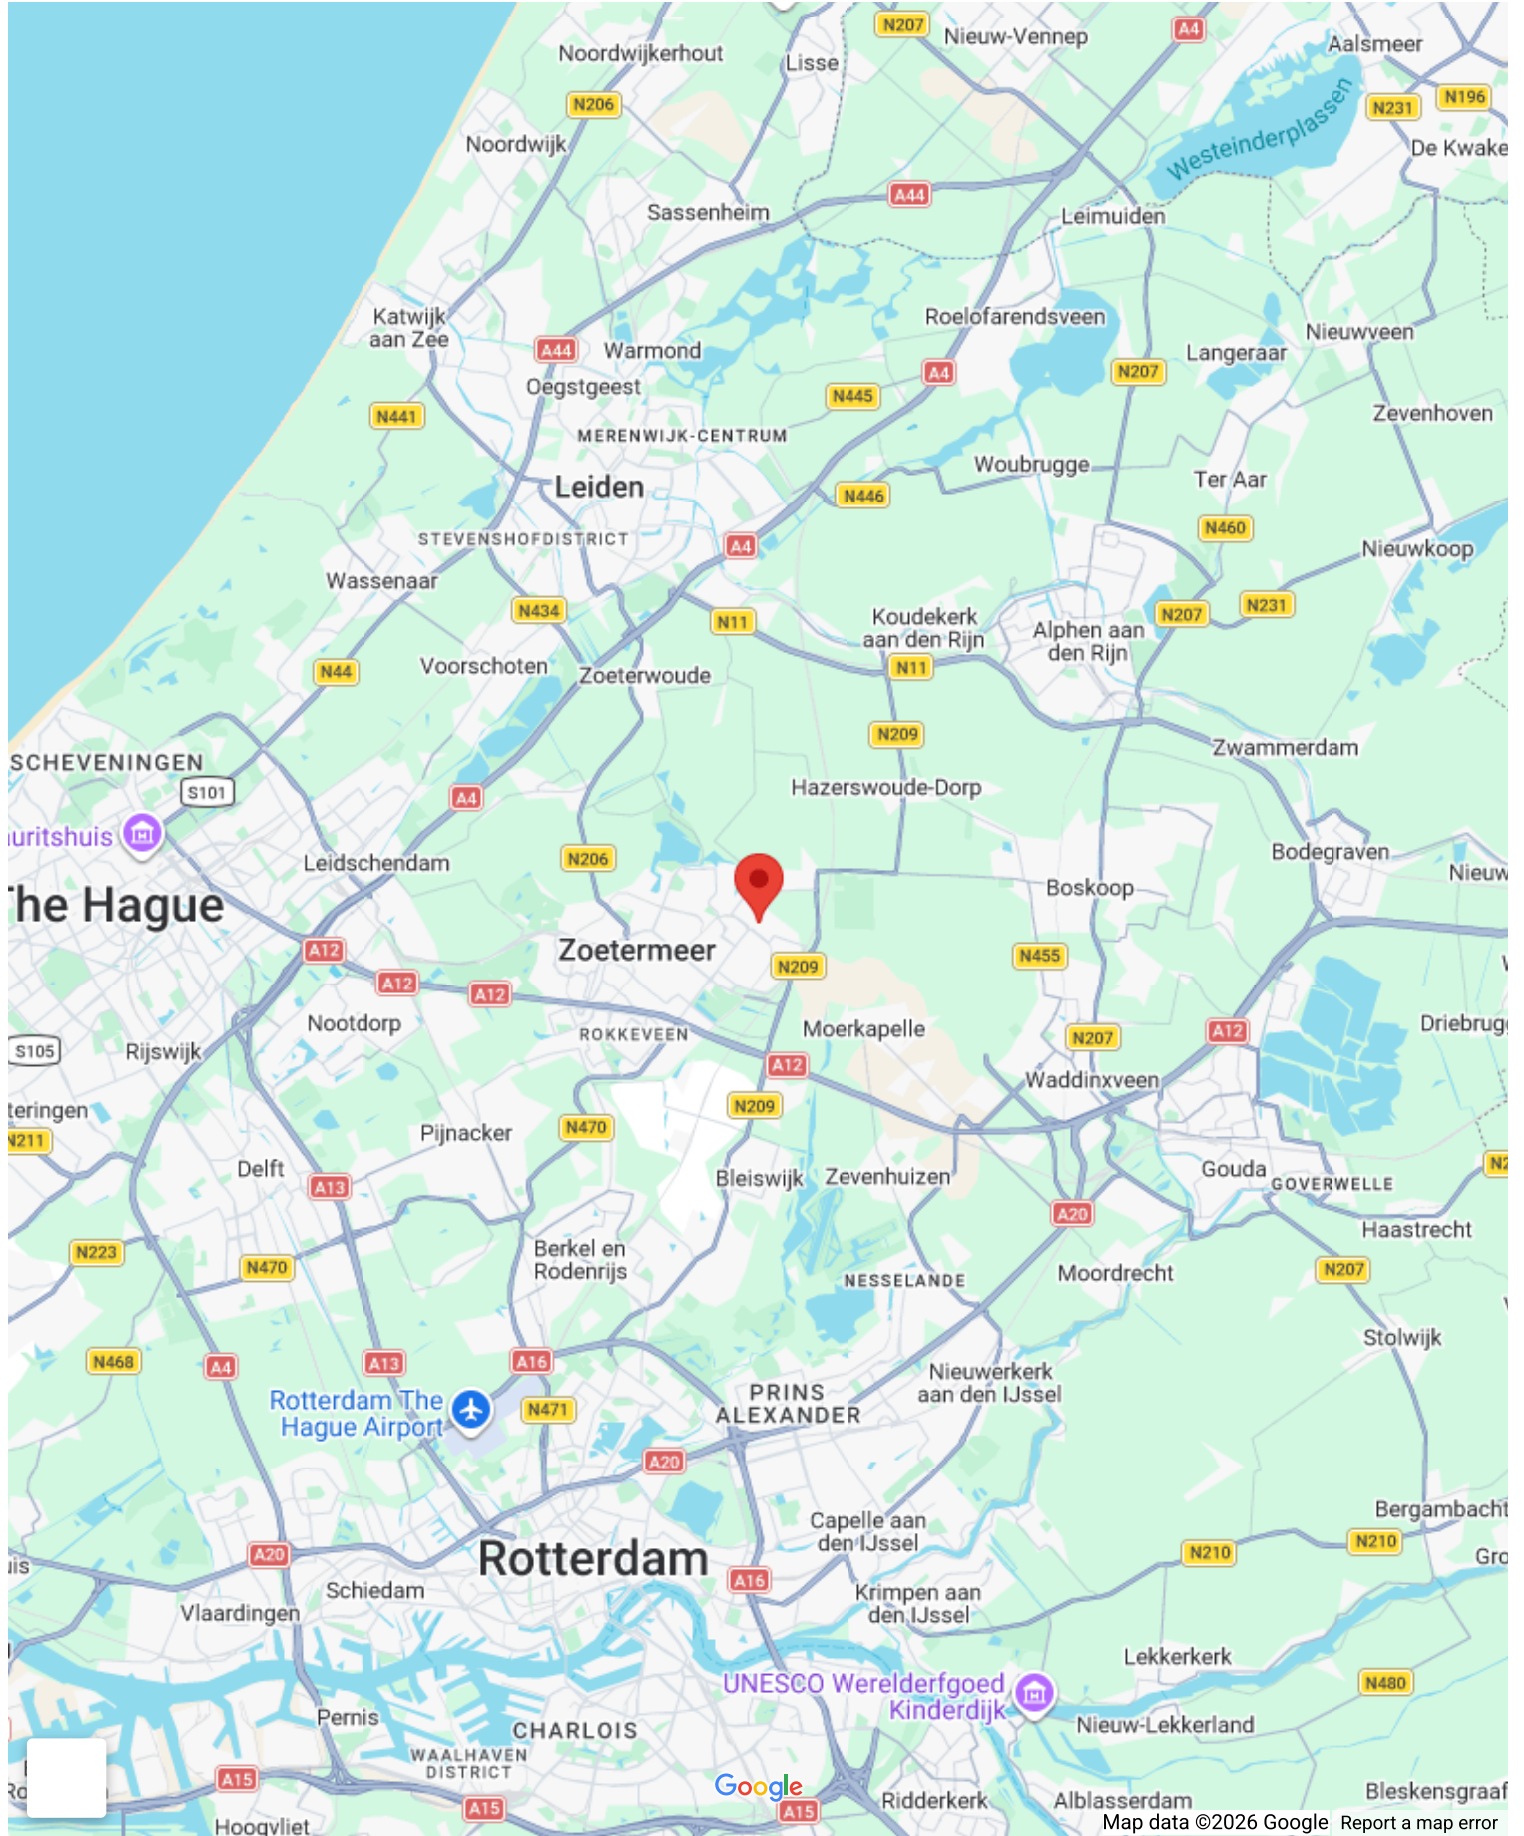 N207
Nieuw-Vennep
A4
Aalsmeer
Noordwijkerhout
Lisse
N206
N231
N196
Westeinderplassen
Noordwijk
De Kwake
A44
Sassenheim
Leimuiden
Katwijk
aan Zee
Roelofarendsveen
Nieuwveen
A44
Warmond
Langeraar
Oegstgeest
A4
N207
N441
N445
Zevenhoven
MERENWIJK-CENTRUM
Woubrugge
Ter Aar
Leiden
N446
N460
STEVENSHOFDISTRICT
A4
Nieuwkoop
Wassenaar
N434
N11
Koudekerk
aan den Rijn
N207
N231
Alphen aan
den Rijn
N44
Voorschoten
Zoeterwoude
N11
N209
Zwammerdam
SCHEVENINGEN
S101
A4
Hazerswoude-Dorp
uritshuis
Leidschendam
N206
Bodegraven
Nieuw
The Hague
Boskoop
A12
Zoetermeer
N209
N455
A12
A12
Nootdorp
ROKKEVEEN
Moerkapelle
N207
A12
Driebrugg
S105
Rijswijk
A12
Waddinxveen
teringen
N211
N209
N470
Pijnacker
Delft
A13
Bleiswijk
Zevenhuizen
Gouda
GOVERWELLE
N2
A20
Haastrecht
N223
N470
Berkel en
Rodenrijs
NESSELANDE
Moordrecht
N207
Stolwijk
N468
A4
A13
A16
Nieuwerkerk
aan den IJssel
Rotterdam The
Hague Airport
N471
PRINS
ALEXANDER
A20
Bergambacht
Capelle aan
den IJssel
N210
N210
Gro
uis
A20
Rotterdam
A16
Schiedam
Krimpen aan
den IJssel
Vlaardingen
Lekkerkerk
UNESCO Werelderfgoed
Kinderdijk
N480
Pernis
CHARLOIS
Nieuw-Lekkerland
WAALHAVEN
DISTRICT
A15
Google
Ro
A15
A15
Ridderkerk
Alblasserdam
Bleskensgraaf
Hoogvliet
Map data ©2026 Google
Report a map error